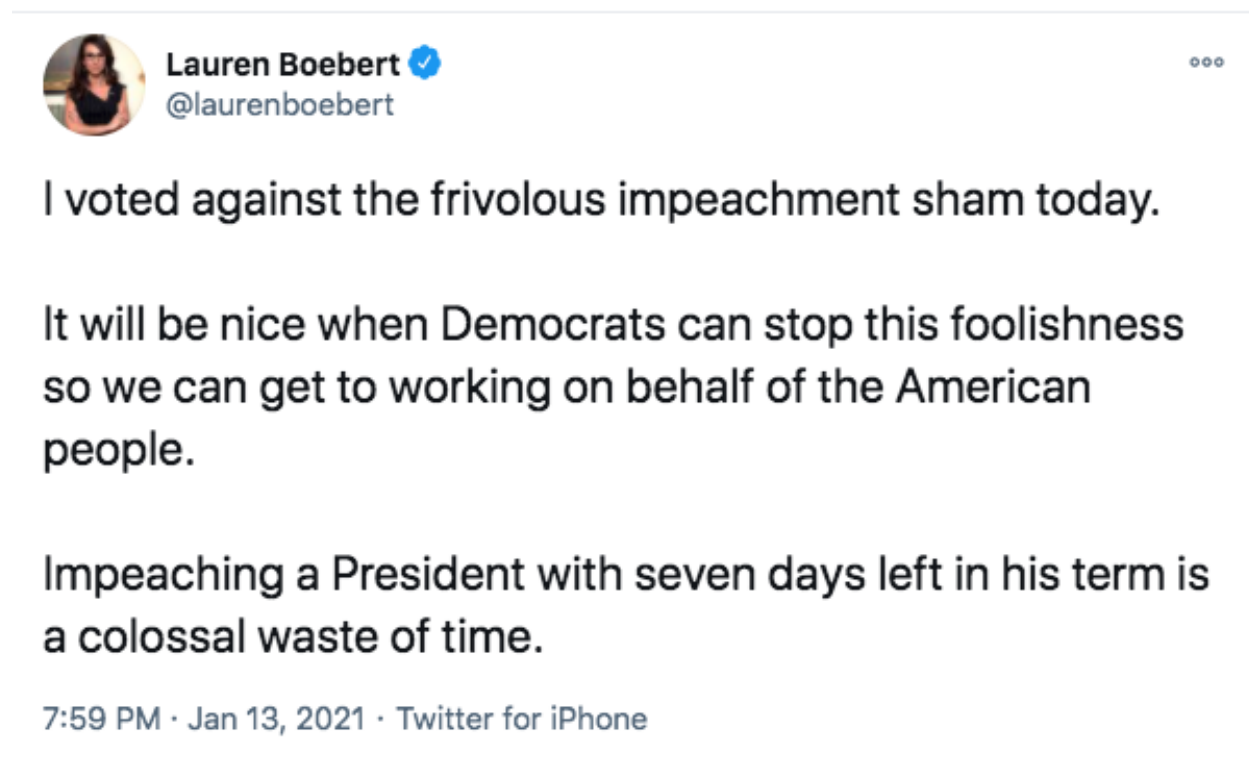 Lauren Boebert
@laurenboebert
I voted against the frivolous impeachment sham today.
It will be nice when Democrats can stop this foolishness
so we can get to working on behalf of the American
people.
Impeaching a President with seven days left in his term is
a colossal waste of time.
7:59 PM · Jan 13, 2021 · Twitter for iPhone